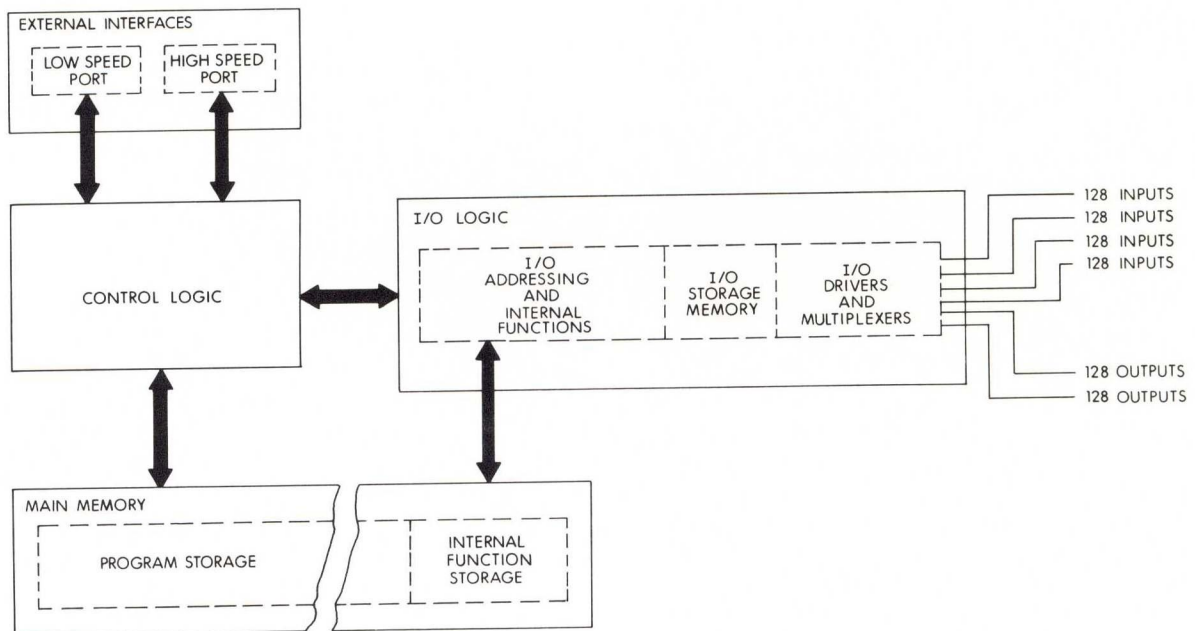 EXTERNAL INTERFACES
LOW SPEED
PORT
HIGH SPEED
PORT
CONTROL LOGIC
I/O LOGIC
I/O
ADDRESSING
AND
INTERNAL
FUNCTIONS
I/O
STORAGE
MEMORY
I/O
DRIVERS
AND
MULTIPLEXERS
128 INPUTS
128 INPUTS
128 INPUTS
128 INPUTS
128 OUTPUTS
128 OUTPUTS
MAIN MEMORY
PROGRAM STORAGE
INTERNAL
FUNCTION
STORAGE